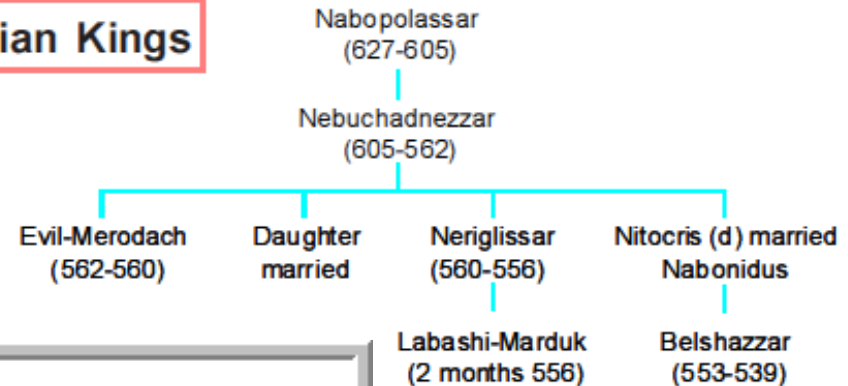 ian Kings
Nabopolassar
(627-605)
Nebuchadnezzar
(605-562)
Evil-Merodach
(562-560)
Daughter
married
Neriglissar
(560-556)
Nitocris (d) married
Nabonidus
Labashi-Marduk
(2 months 556)
Belshazzar
(553-539)